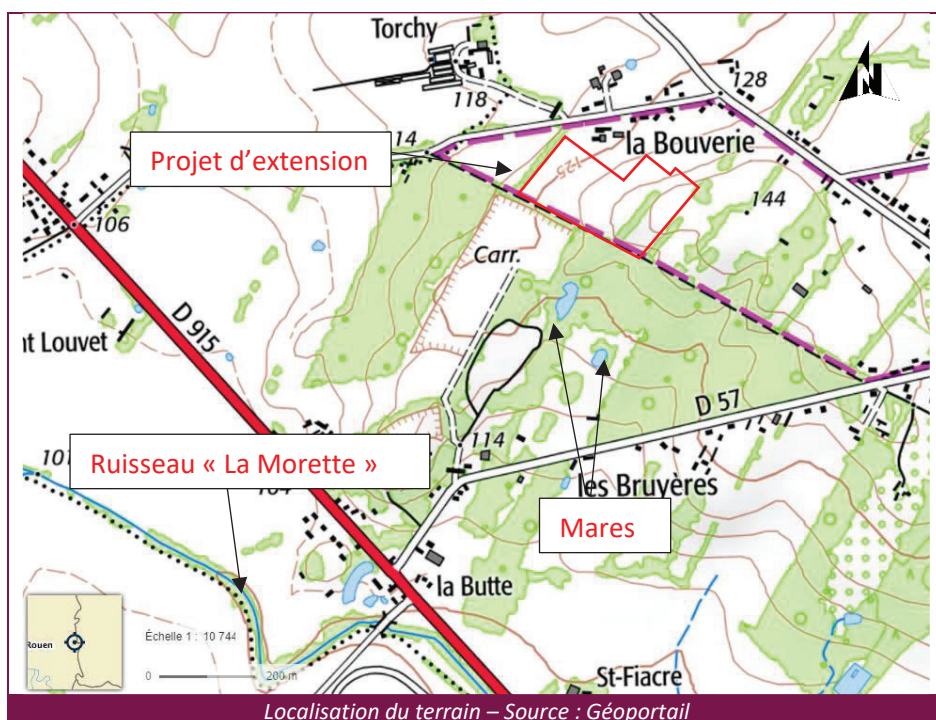 Torchy
118
128
N
14
la Bouverie
Projet d’extension
125
144
106
Carr.
D 915
nt Louvet
D 57
114
101
Ruisseau « La Morette »
les Bruyères
Mares
la Butte
Rouen
Échelle 1 : 10 744
0 200 m
St-Fiacre
Localisation du terrain – Source : Géoportail